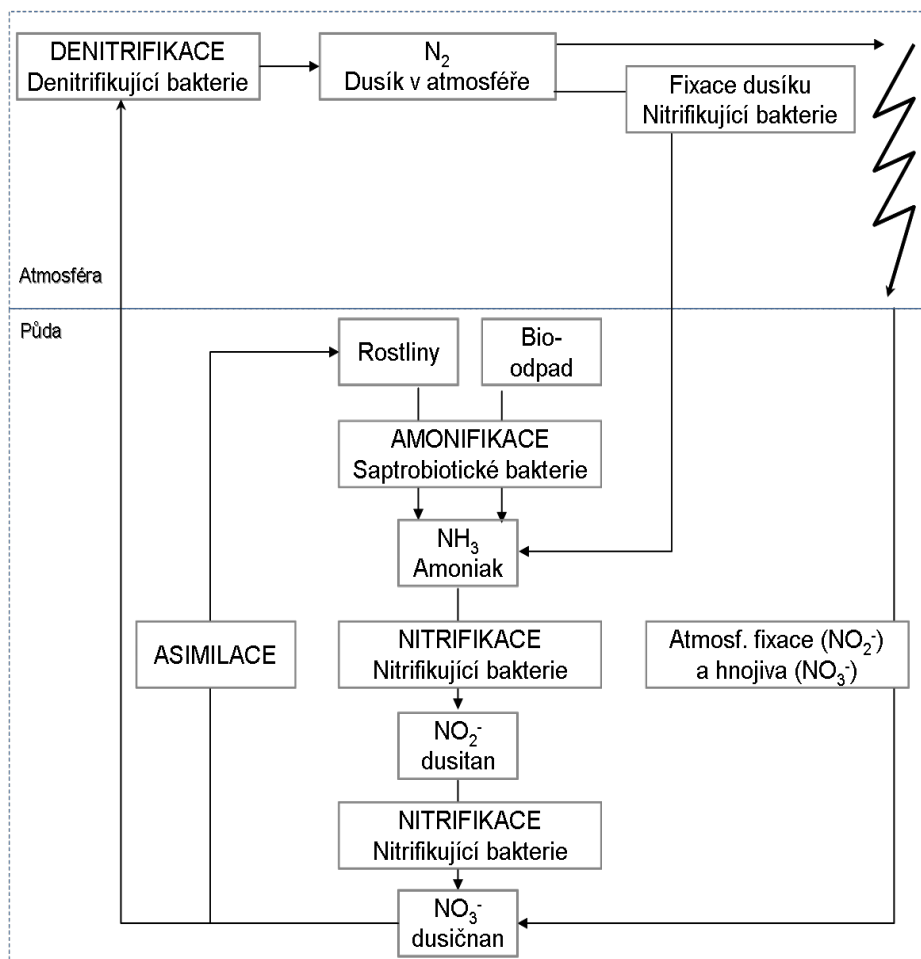 DENITRIFIKACE
Denitrifikující bakterie
N₂
Dusík v atmosféře
Fixace dusíku
Nitrifikující bakterie
Atmosféra
Půda
Rostliny
Bio-
odpad
AMONIFIKACE
Saptrobiotické bakterie
NH₃
Amoniak
ASIMILACE
NITRIFIKACE
Nitrifikující bakterie
Atmosf. fixace (NO₂⁻)
a hnojiva (NO₃⁻)
NO₂⁻
dusitan
NITRIFIKACE
Nitrifikující bakterie
NO₃⁻
dusičnan